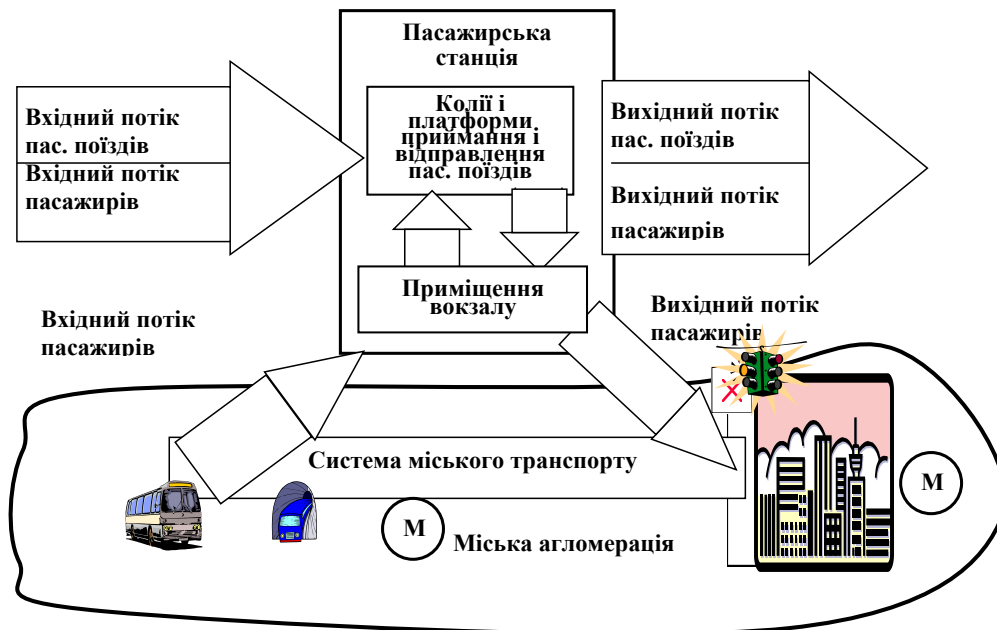 Пасажирська
станція
Колії і
платформи
приймання і
відправлення
пас. поїздів
Вхідний потік
пас. поїздів
Вхідний потік
пасажирів
Вихідний потік
пас. поїздів
Вихідний потік
пасажирів
Приміщення
вокзалу
Вхідний потік
пасажирів
Вихідний потік
пасажирів
Система міського транспорту
М
М
Міська агломерація